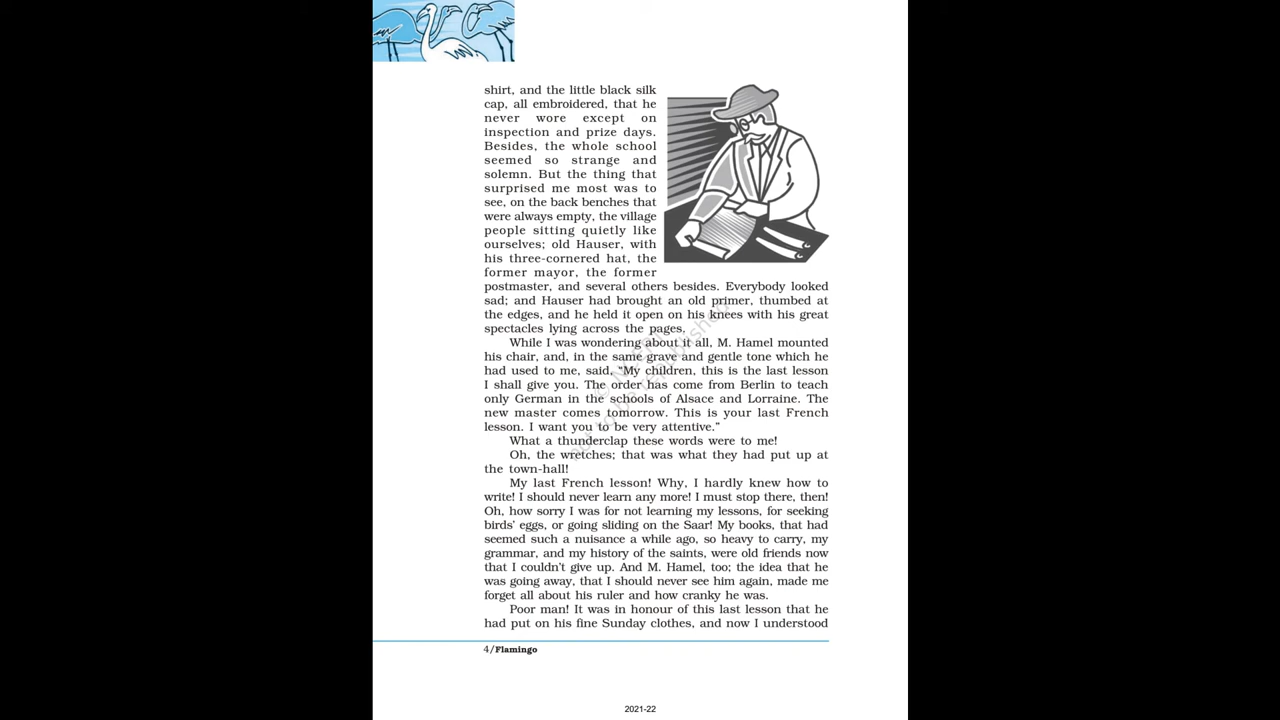 shirt, and the little black silk
cap, all embroidered, that he
never wore except on
inspection and prize days.
Besides, the whole school
seemed so strange and
solemn. But the thing that
surprised me most was to
see, on the back benches that
were always empty, the village
people sitting quietly like
ourselves; old Hauser, with
his three-cornered hat, the
former mayor, the former
postmaster, and several others besides. Everybody looked
sad; and Hauser had brought an old primer, thumbed at
the edges, and he held it open on his knees with his great
spectacles lying across the pages.
While I was wondering about it all, M. Hamel mounted
his chair, and, in the same grave and gentle tone which he
had used to me, said, “My children, this is the last lesson
I shall give you. The order has come from Berlin to teach
only German in the schools of Alsace and Lorraine. The
new master comes tomorrow. This is your last French
lesson. I want you to be very attentive.”
What a thunderclap these words were to me!
Oh, the wretches; that was what they had put up at
the town-hall!
My last French lesson! Why, I hardly knew how to
write! I should never learn any more! I must stop there, then!
Oh, how sorry I was for not learning my lessons, for seeking
birds’ eggs, or going sliding on the Saar! My books, that had
seemed such a nuisance a while ago, so heavy to carry, my
grammar, and my history of the saints, were old friends now
that I couldn’t give up. And M. Hamel, too; the idea that he
was going away, that I should never see him again, made me
forget all about his ruler and how cranky he was.
Poor man! It was in honour of this last lesson that he
had put on his fine Sunday clothes, and now I understood
4/Flamingo
2021-22